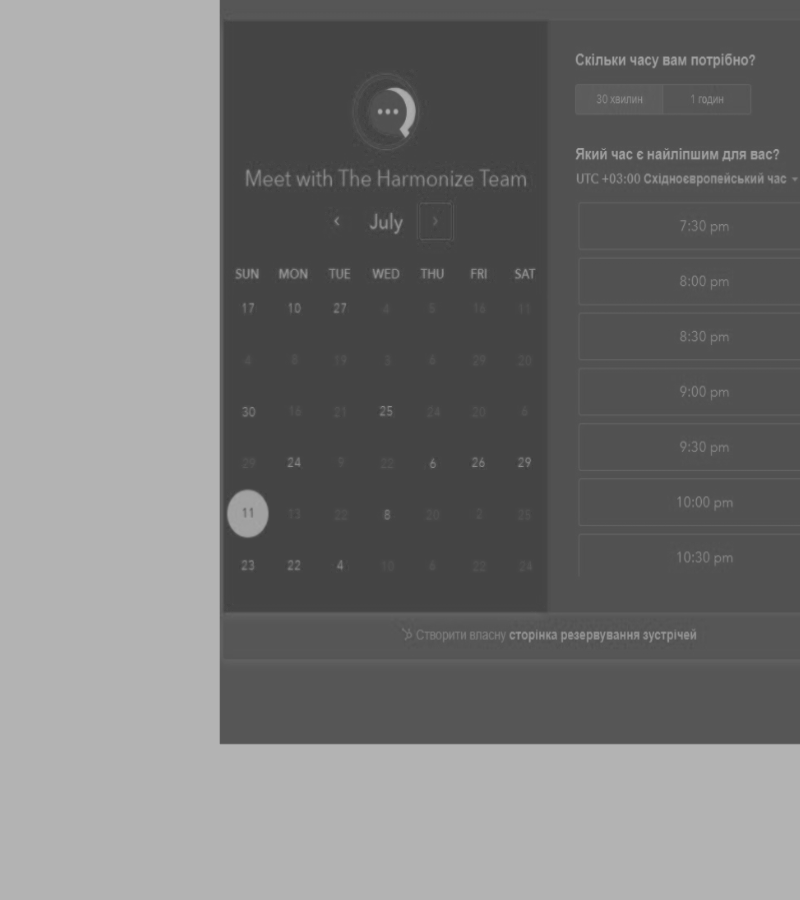 Meet with The Harmonize Team
July
SUN MON TUE WED THU FRI SAT
17 10 27 4 5 16 11
4 8 19 3 6 29 20
30 16 21 25 24 20
29 24 9 22 6 26 29
11 13 22 8 20 2 25
23 22 4 10 22 24
Скільки часу вам потрібно?
30 хвилин 1 годин
Який час є найліпшим для вас?
UTC +03:00 Східноєвропейський час
7:30 pm
8:00 pm
8:30 pm
9:00 pm
9:30 pm
10:00 pm
10:30 pm
Створити власну сторінка резервування зустрічей